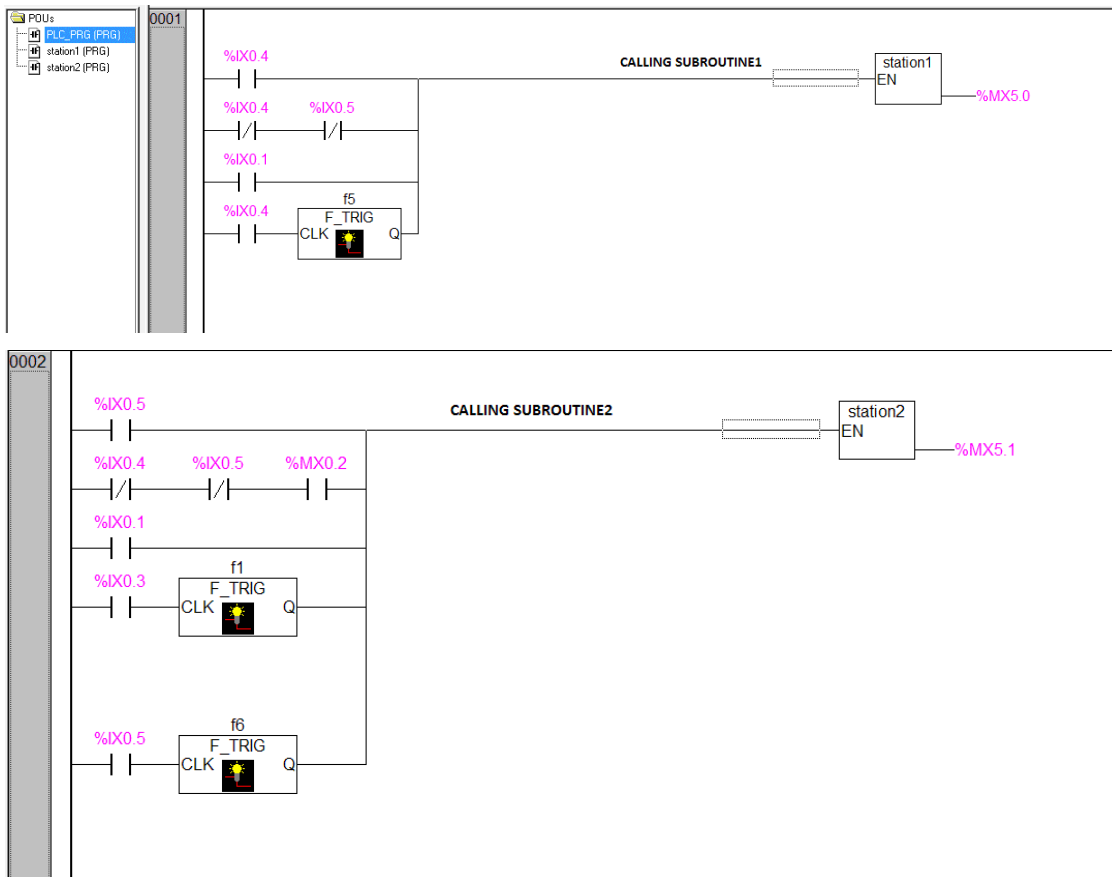 POUs
PLC_PRG (PRG)
station1 (PRG)
station2 (PRG)
0001
%IX0.4
CALLING SUBROUTINE1
station1
EN
%MX5.0
%IX0.4 %IX0.5
%IX0.1
%IX0.4
f5
F_TRIG
CLK Q
0002
%IX0.5
CALLING SUBROUTINE2
station2
EN
%MX5.1
%IX0.4 %IX0.5 %MX0.2
%IX0.1
%IX0.3
f1
F_TRIG
CLK Q
%IX0.5
f6
F_TRIG
CLK Q